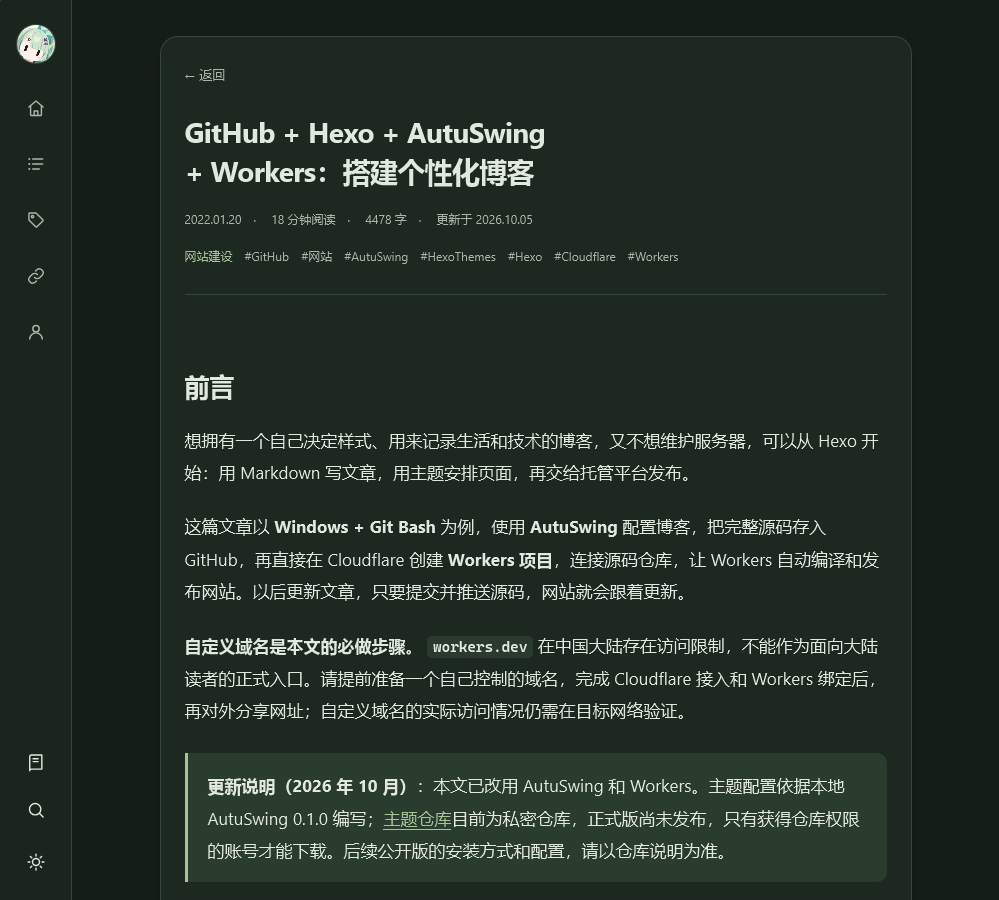 ← 返回
GitHub + Hexo + AutuSwing
+ Workers：搭建个性化博客
2022.01.20 · 18 分钟阅读 · 4478 字 · 更新于 2026.10.05
网站建设 #GitHub #网站 #AutuSwing #HexoThemes #Hexo #Cloudflare #Workers
前言
想拥有一个自己决定样式、用来记录生活和技术的博客，又不想维护服务器，可以从 Hexo 开
始：用 Markdown 写文章，用主题安排页面，再交给托管平台发布。
这篇文章以 Windows + Git Bash 为例，使用 AutuSwing 配置博客，把完整源码存入
GitHub，再直接在 Cloudflare 创建 Workers 项目，连接源码仓库，让 Workers 自动编译和发
布网站。以后更新文章，只要提交并推送源码，网站就会跟着更新。
自定义域名是本文的必做步骤。 workers.dev 在中国大陆存在访问限制，不能作为面向大陆
读者的正式入口。请提前准备一个自己控制的域名，完成 Cloudflare 接入和 Workers 绑定后，
再对外分享网址；自定义域名的实际访问情况仍需在目标网络验证。
更新说明（2026 年 10 月）：本文已改用 AutuSwing 和 Workers。主题配置依据本地
AutuSwing 0.1.0 编写；主题仓库目前为私密仓库，正式版尚未发布，只有获得仓库权限
的账号才能下载。后续公开版的安装方式和配置，请以仓库说明为准。